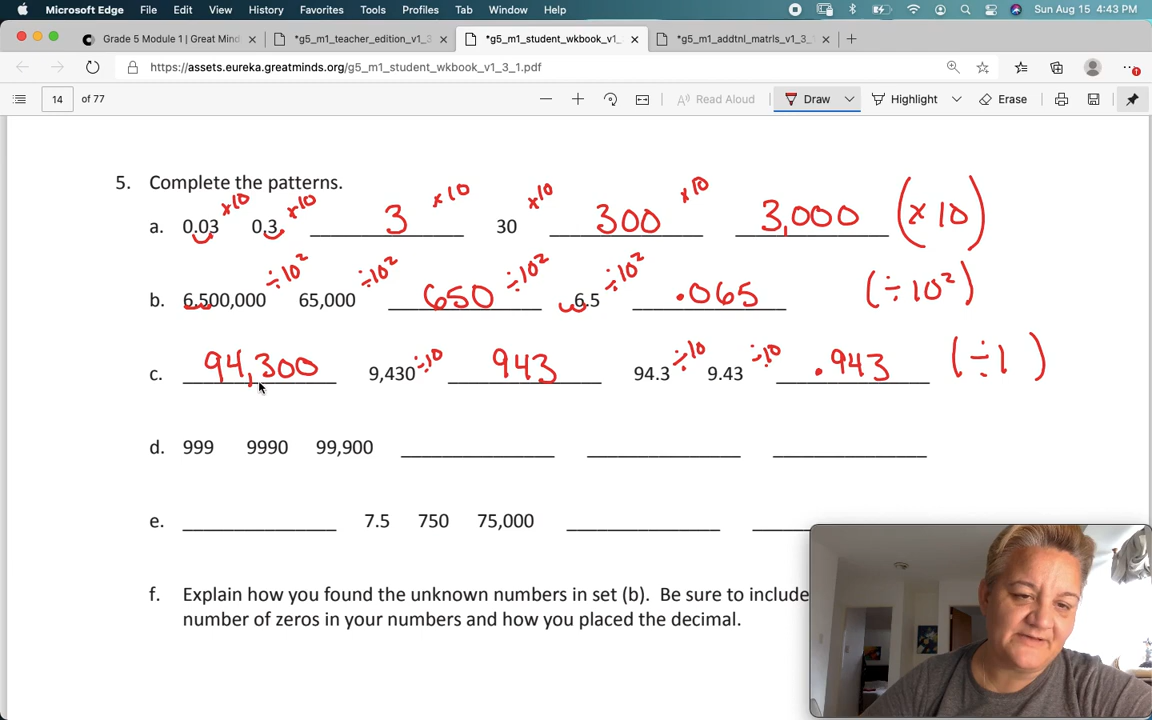 Microsoft Edge File Edit View History Favorites Tools Profiles Tab Window Help Sun Aug 15 4:43 PM
Grade 5 Module 1 | Great Mind × *g5_m1_teacher_edition_v1_3_ × *g5_m1_student_wkbook_v1_ × *g5_m1_addtnl_matrls_v1_3_1 × +
https://assets.eureka.greatminds.org/g5_m1_student_wkbook_v1_3_1.pdf
14 of 77 Read Aloud Draw Highlight Erase
5. Complete the patterns.
×10 ×10 ×10 ×10 ×10
a. 0.03 0.3 3 30 300 3,000 (×10)
÷10² ÷10² ÷10² ÷10²
b. 6,500,000 65,000 650 6.5 .065 (÷10²)
c. 94,300 9,430 ÷10 943 94.3 ÷10 9.43 ÷10 .943 (÷1 )
d. 999 9990 99,900
e. 7.5 750 75,000
f. Explain how you found the unknown numbers in set (b). Be sure to include
number of zeros in your numbers and how you placed the decimal.